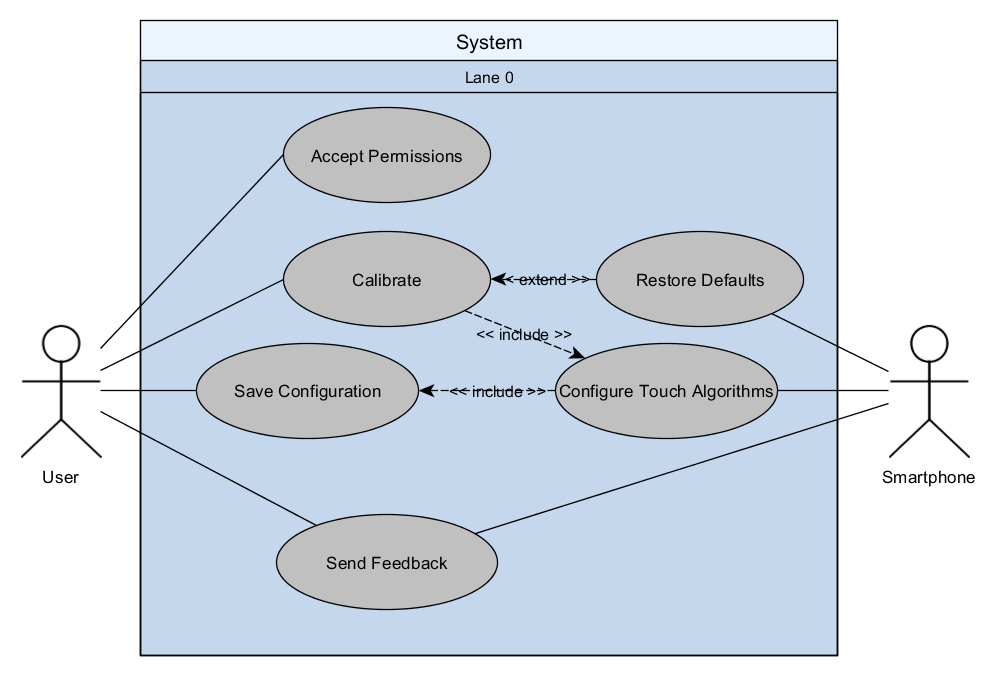 System
Lane 0
Accept Permissions
Calibrate
<< extend >>
Restore Defaults
<< include >>
Save Configuration
<< include >>
Configure Touch Algorithms
User
Smartphone
Send Feedback